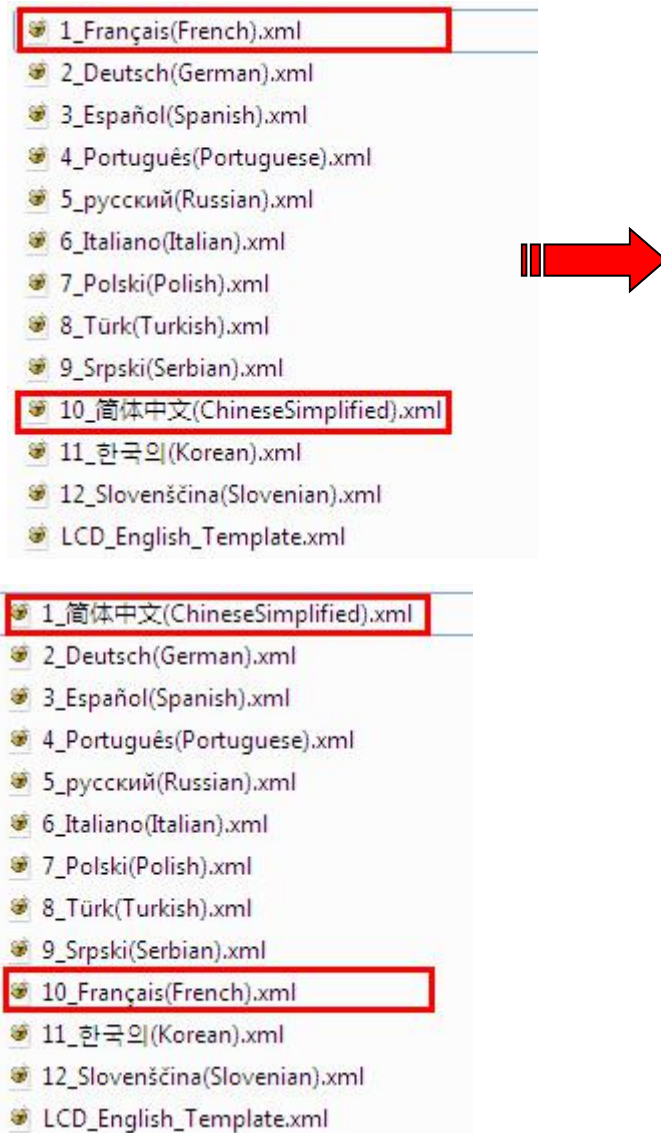 1_Français(French).xml
2_Deutsch(German).xml
3_Español(Spanish).xml
4_Português(Portuguese).xml
5_русский(Russian).xml
6_Italiano(Italian).xml
7_Polski(Polish).xml
8_Türk(Turkish).xml
9_Srpski(Serbian).xml
10_简体中文(ChineseSimplified).xml
11_한국의(Korean).xml
12_Slovenščina(Slovenian).xml
LCD_English_Template.xml
1_简体中文(ChineseSimplified).xml
2_Deutsch(German).xml
3_Español(Spanish).xml
4_Português(Portuguese).xml
5_русский(Russian).xml
6_Italiano(Italian).xml
7_Polski(Polish).xml
8_Türk(Turkish).xml
9_Srpski(Serbian).xml
10_Français(French).xml
11_한국의(Korean).xml
12_Slovenščina(Slovenian).xml
LCD_English_Template.xml